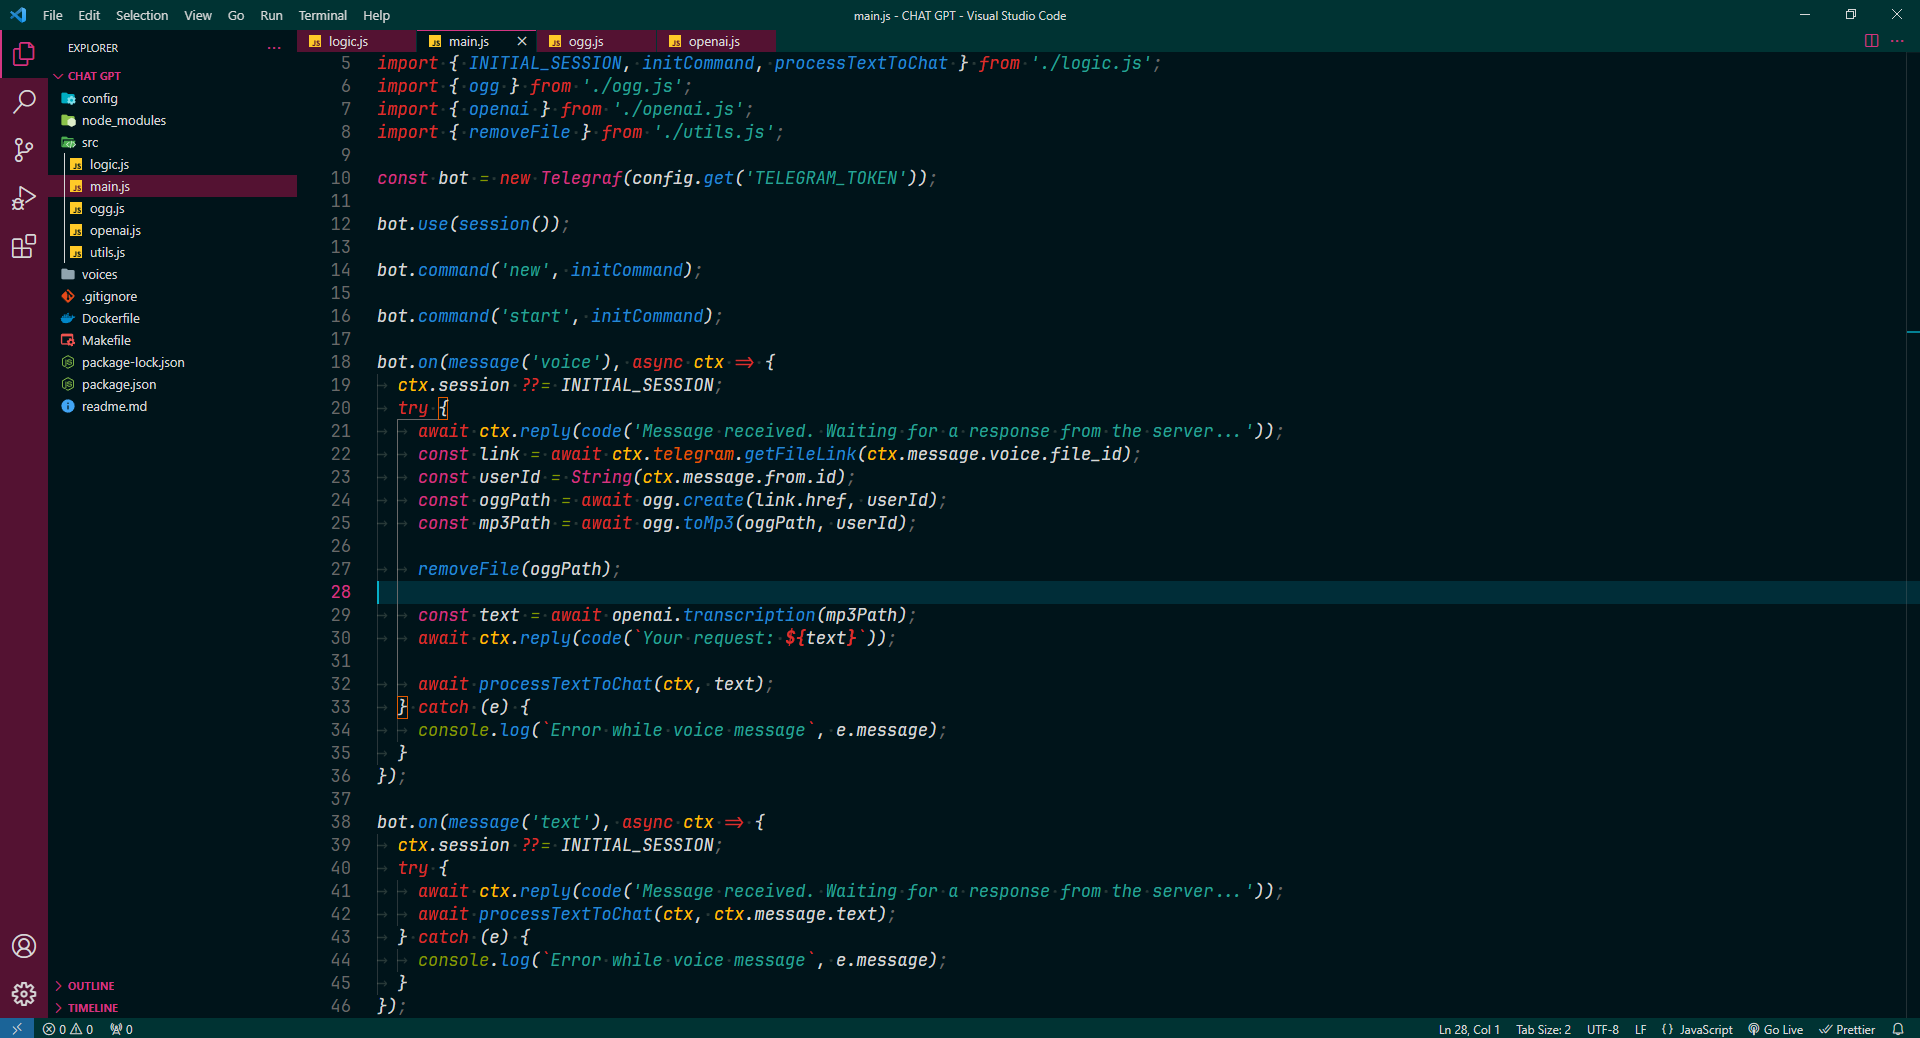 File Edit Selection View Go Run Terminal Help
main.js - CHAT GPT - Visual Studio Code
EXPLORER
CHAT GPT
config
node_modules
src
logic.js
main.js
ogg.js
openai.js
utils.js
voices
.gitignore
Dockerfile
Makefile
package-lock.json
package.json
readme.md
OUTLINE
TIMELINE
logic.js main.js ogg.js openai.js
5 import { INITIAL_SESSION, initCommand, processTextToChat } from './logic.js';
6 import { ogg } from './ogg.js';
7 import { openai } from './openai.js';
8 import { removeFile } from './utils.js';
9
10 const bot = new Telegraf(config.get('TELEGRAM_TOKEN'));
11
12 bot.use(session());
13
14 bot.command('new', initCommand);
15
16 bot.command('start', initCommand);
17
18 bot.on(message('voice'), async ctx => {
19 ctx.session ??= INITIAL_SESSION;
20 try {
21 await ctx.reply(code('Message received. Waiting for a response from the server...'));
22 const link = await ctx.telegram.getFileLink(ctx.message.voice.file_id);
23 const userId = String(ctx.message.from.id);
24 const oggPath = await ogg.create(link.href, userId);
25 const mp3Path = await ogg.toMp3(oggPath, userId);
26
27 removeFile(oggPath);
28
29 const text = await openai.transcription(mp3Path);
30 await ctx.reply(code(`Your request: ${text}`));
31
32 await processTextToChat(ctx, text);
33 } catch (e) {
34 console.log(`Error while voice message`, e.message);
35 }
36 });
37
38 bot.on(message('text'), async ctx => {
39 ctx.session ??= INITIAL_SESSION;
40 try {
41 await ctx.reply(code('Message received. Waiting for a response from the server...'));
42 await processTextToChat(ctx, ctx.message.text);
43 } catch (e) {
44 console.log(`Error while voice message`, e.message);
45 }
46 });
0 0 0
Ln 28, Col 1 Tab Size: 2 UTF-8 LF {} JavaScript Go Live Prettier